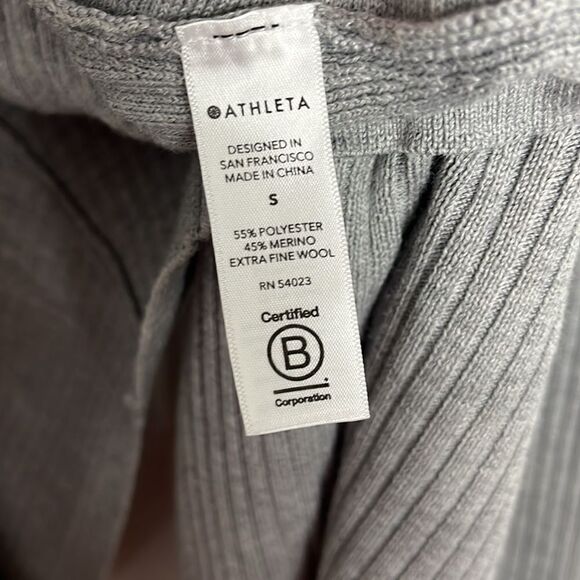 ATHLETA
DESIGNED IN
SAN FRANCISCO
MADE IN CHINA
S
55% POLYESTER
45% MERINO
EXTRA FINE WOOL
RN 54023
Certified
B
Corporation